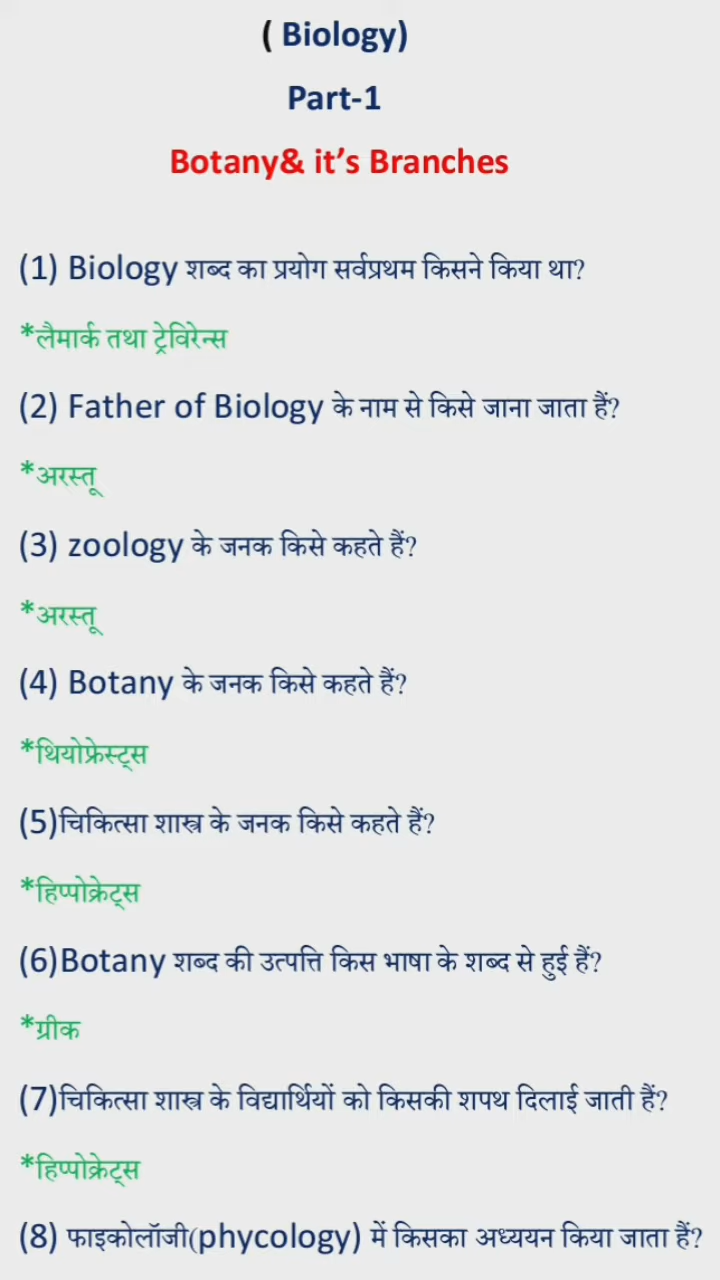 ( Biology)
Part-1
Botany& it’s Branches
(1) Biology शब्द का प्रयोग सर्वप्रथम किसने किया था?
*लैमार्क तथा ट्रेविरेन्स
(2) Father of Biology के नाम से किसे जाना जाता हैं?
*अरस्तू
(3) zoology के जनक किसे कहते हैं?
*अरस्तू
(4) Botany के जनक किसे कहते हैं?
*थियोफ्रेस्ट्स
(5)चिकित्सा शास्त्र के जनक किसे कहते हैं?
*हिप्पोक्रेट्स
(6)Botany शब्द की उत्पत्ति किस भाषा के शब्द से हुई हैं?
*ग्रीक
(7)चिकित्सा शास्त्र के विद्यार्थियों को किसकी शपथ दिलाई जाती हैं?
*हिप्पोक्रेट्स
(8) फाइकोलॉजी(phycology) में किसका अध्ययन किया जाता हैं?